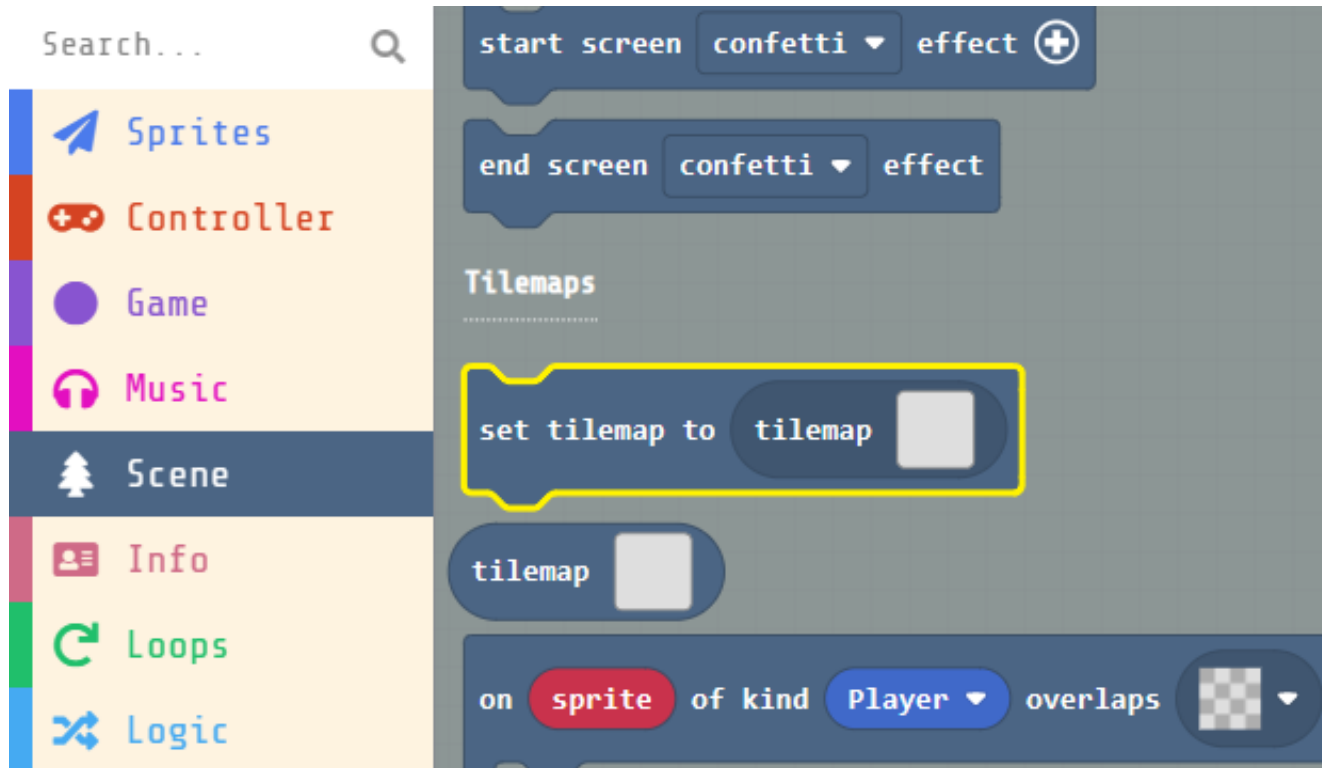 Search...
Sprites
Controller
Game
Music
Scene
Info
Loops
Logic
start screen confetti effect
end screen confetti effect
Tilemaps
set tilemap to tilemap
tilemap
on sprite of kind Player overlaps